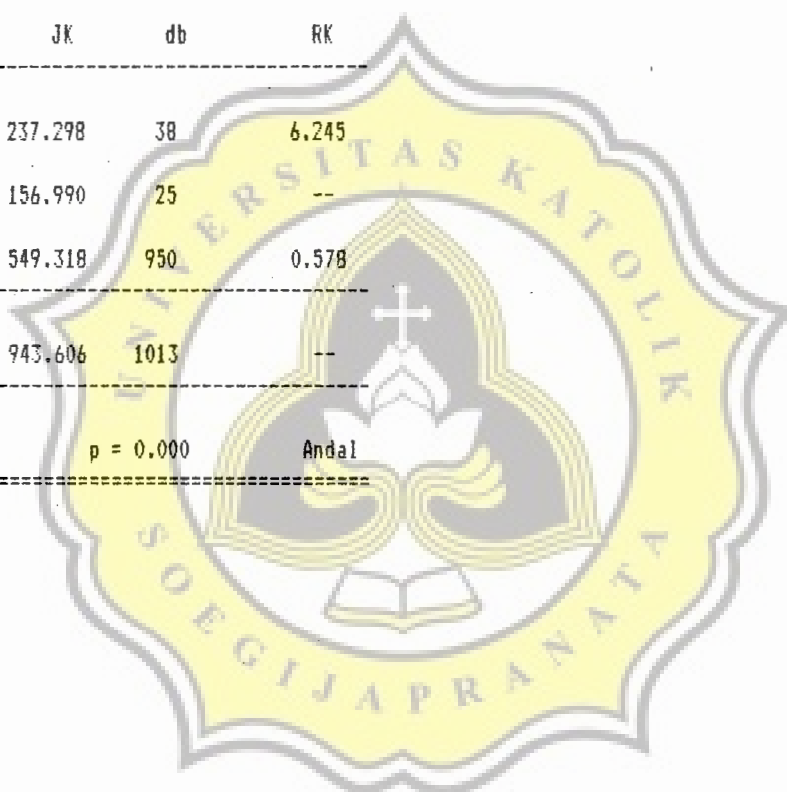 JK db RK
237.298 38 6.245
156.990 25 --
549.318 950 0.578
943.606 1013 --
p = 0.000 Andal
UNIVERSITAS KATOLIK
SOEGIJAPRANATA